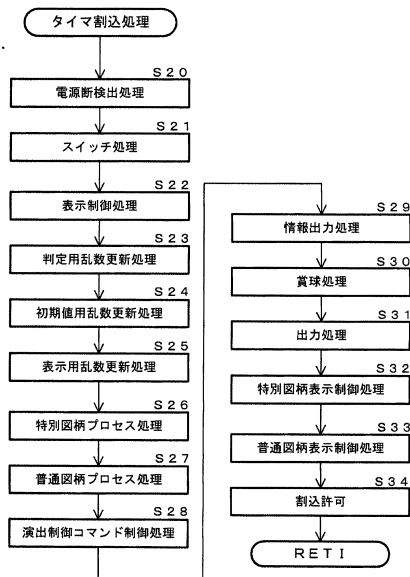 タイマ割込処理
S20
電源断検出処理
S21
スイッチ処理
S22
表示制御処理
S23
判定用乱数更新処理
S24
初期値用乱数更新処理
S25
表示用乱数更新処理
S26
特別図柄プロセス処理
S27
普通図柄プロセス処理
S28
演出制御コマンド制御処理
S29
情報出力処理
S30
賞球処理
S31
出力処理
S32
特別図柄表示制御処理
S33
普通図柄表示制御処理
S34
割込許可
RETI